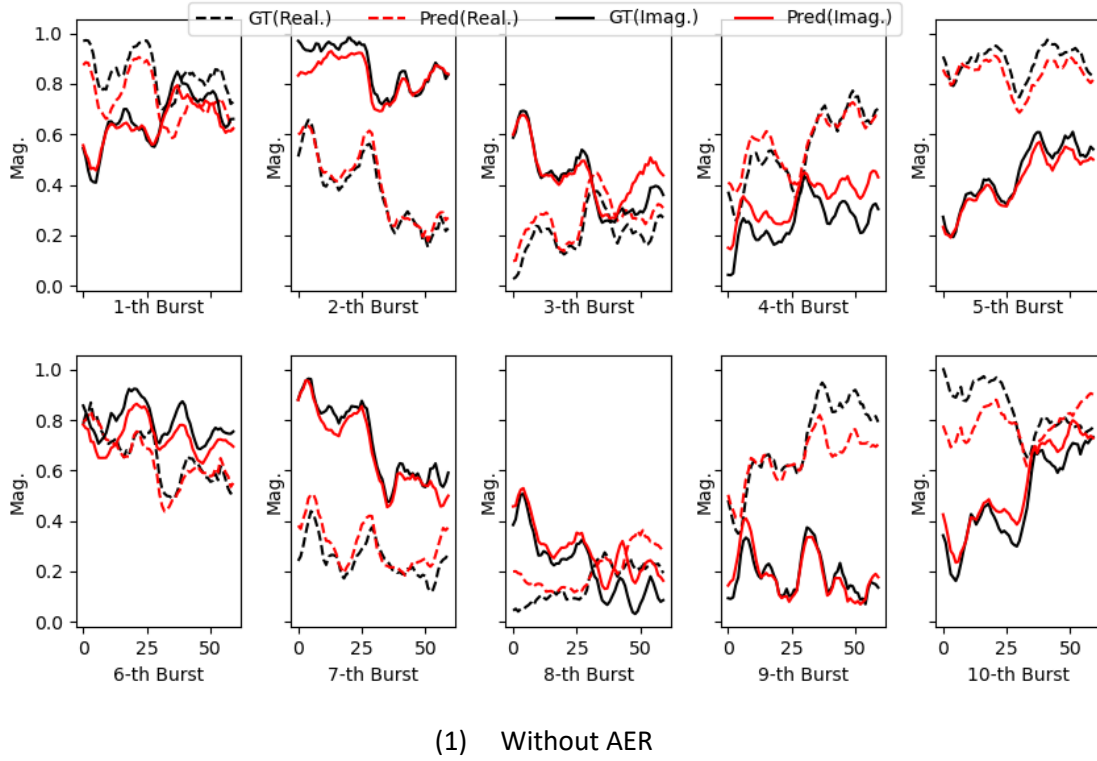 GT(Real.) Pred(Real.) GT(Imag.) Pred(Imag.)
1.0
0.8
0.6
0.4
0.2
0.0
Mag. Mag. Mag. Mag. Mag.
1-th Burst 2-th Burst 3-th Burst 4-th Burst 5-th Burst
1.0
0.8
0.6
0.4
0.2
0.0
Mag. Mag. Mag. Mag. Mag.
0 25 50 0 25 50 0 25 50 0 25 50 0 25 50
6-th Burst 7-th Burst 8-th Burst 9-th Burst 10-th Burst
(1) Without AER